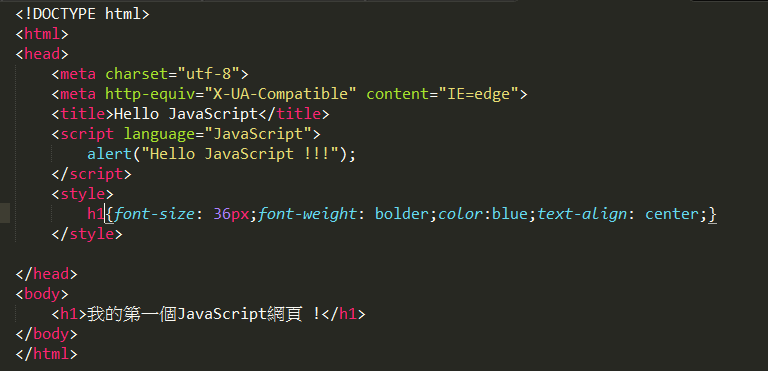 <!DOCTYPE html>
<html>
<head>
    <meta charset="utf-8">
    <meta http-equiv="X-UA-Compatible" content="IE=edge">
    <title>Hello JavaScript</title>
    <script language="JavaScript">
        alert("Hello JavaScript !!!");
    </script>
    <style>
        h1{font-size: 36px;font-weight: bolder;color:blue;text-align: center;}
    </style>

</head>
<body>
    <h1>我的第一個JavaScript網頁 !</h1>
</body>
</html>